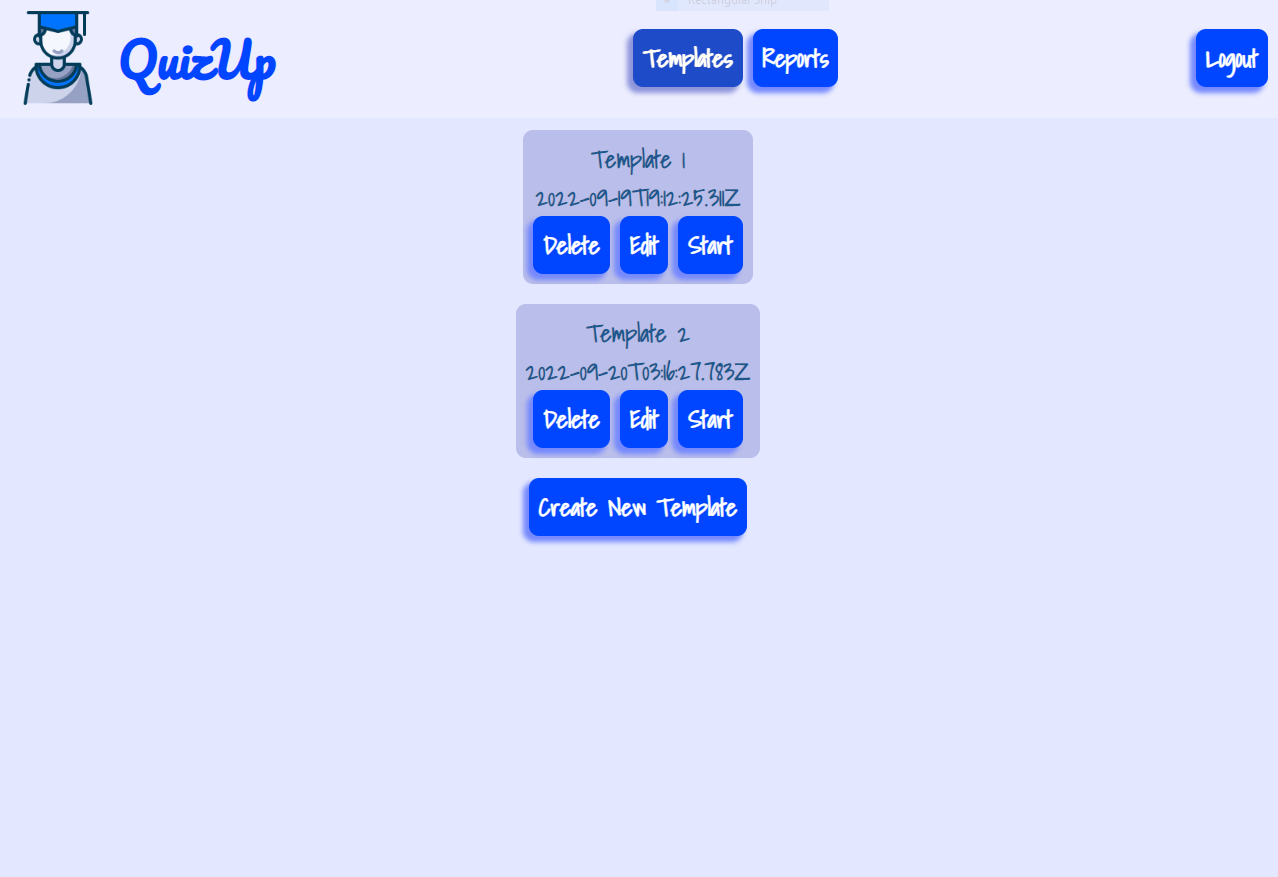 Rectangular Snip
QuizUp
Templates
Reports
Logout
Template 1
2022-09-19T19:12:25.311Z
Delete
Edit
Start
Template 2
2022-09-20T03:16:27.783Z
Delete
Edit
Start
Create New Template